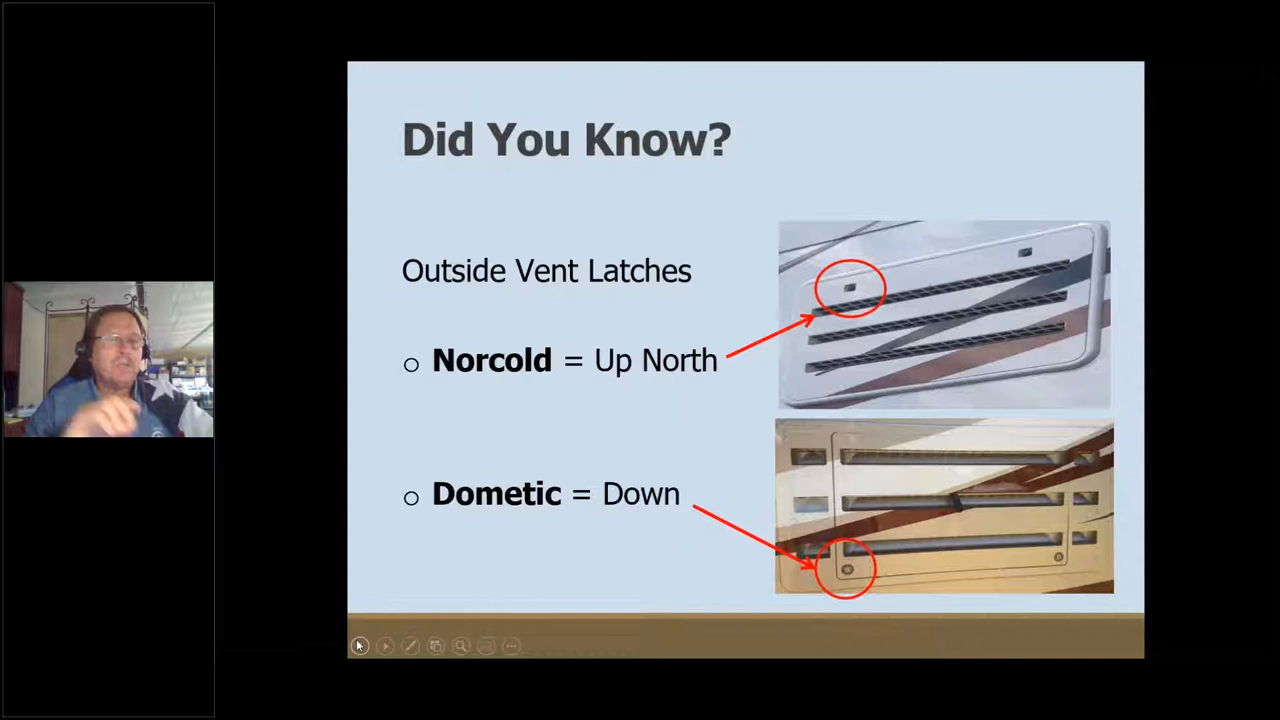 Did You Know?
Outside Vent Latches
Norcold = Up North
Dometic = Down